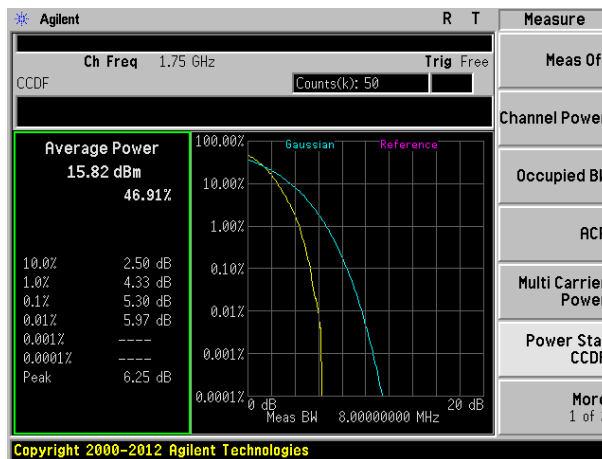 Agilent R T Measure
Ch Freq 1.75 GHz Trig Free
CCDF Counts(k): 50
Meas Of
Channel Power
Occupied B
AC
Multi Carrier
Power
Power Sta
CCD
More
1 of
Average Power
15.82 dBm
46.91%
10.0% 2.50 dB
1.0% 4.33 dB
0.1% 5.30 dB
0.01% 5.97 dB
0.001% ----
0.0001% ----
Peak 6.25 dB
Gaussian Reference
100.00%
10.00%
1.00%
0.10%
0.01%
0.001%
0.0001%
0 dB 20 dB
Meas BW 8.00000000 MHz
Copyright 2000-2012 Agilent Technologies